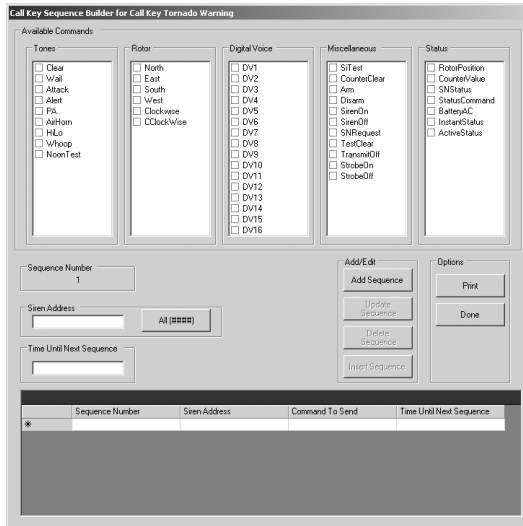 Call Key Sequence Builder for Call Key Tornado Warning
Available Commands
Tones
Clear
Wail
Attack
Alert
PA
AirHorn
HiLo
Whoop
NoonTest
Rotor
North
East
South
West
Clockwise
CClockWise
Digital Voice
DV1
DV2
DV3
DV4
DV5
DV6
DV7
DV8
DV9
DV10
DV11
DV12
DV13
DV14
DV15
DV16
Miscellaneous
SiTest
CounterClear
Arm
Disarm
SirenOn
SirenOff
SNRequest
TestClear
TransmitOff
StrobeOn
StrobeOff
Status
RotorPosition
CounterValue
SNStatus
StatusCommand
BatteryAC
InstantStatus
ActiveStatus
Sequence Number
1
Siren Address
All (####)
Time Until Next Sequence
Add/Edit
Add Sequence
Update
Sequence
Delete
Sequence
Insert Sequence
Options
Print
Done
Sequence Number Siren Address Command To Send Time Until Next Sequence
*